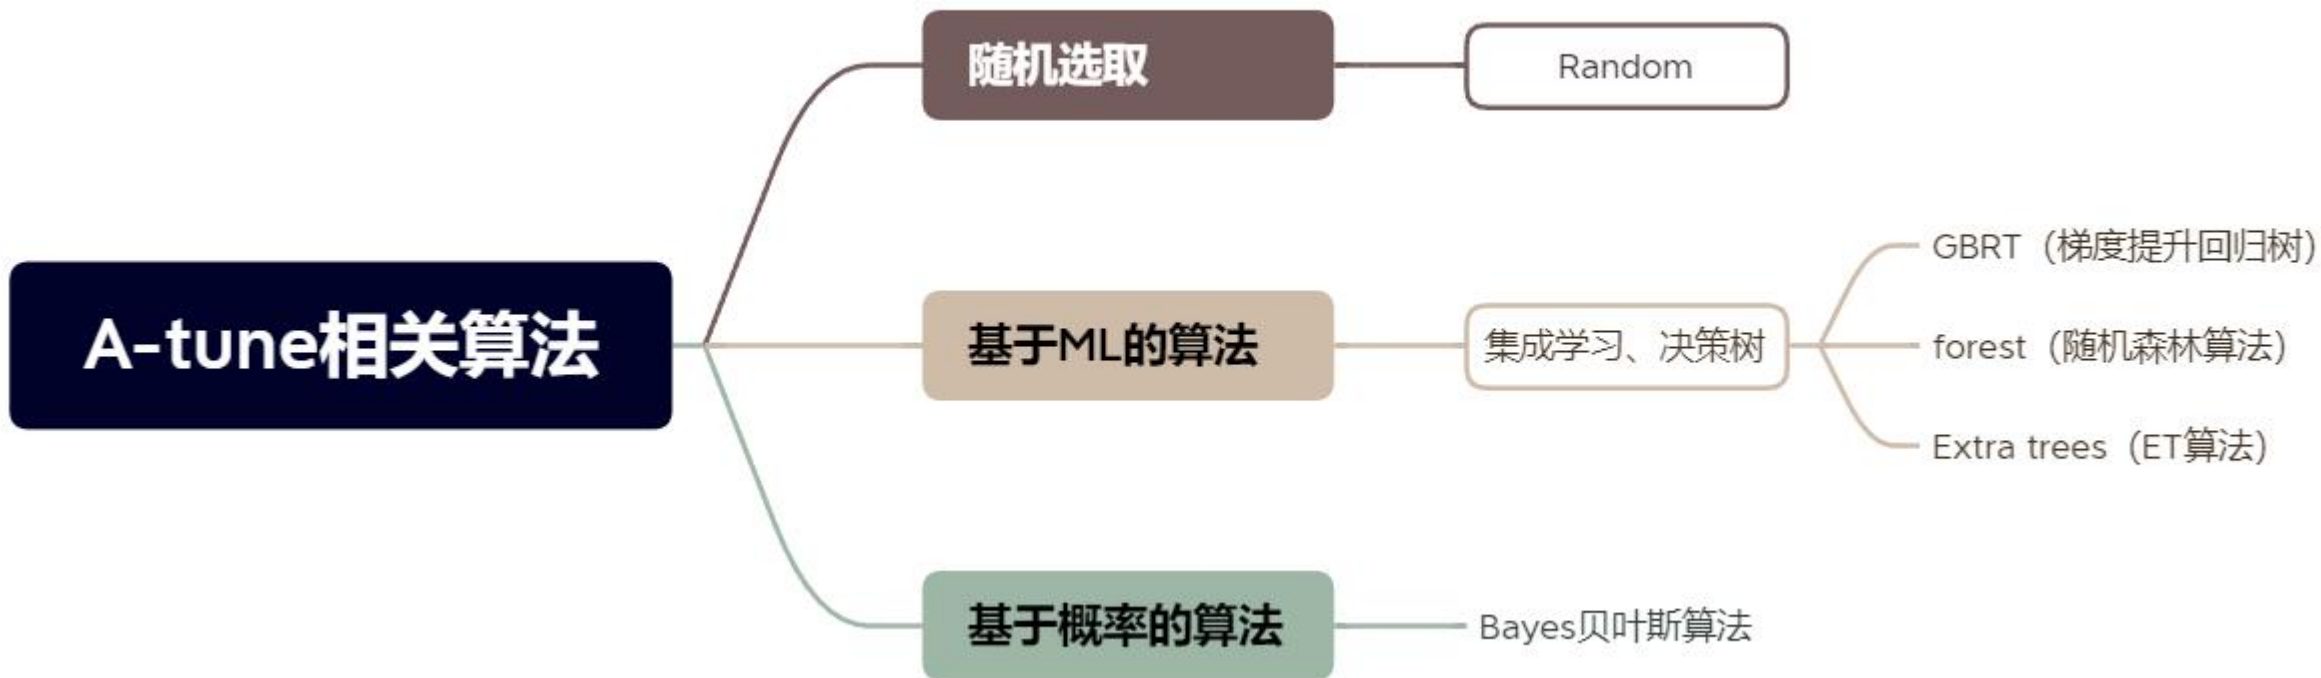 A-tune相关算法
随机选取
Random
基于ML的算法
集成学习、决策树
GBRT（梯度提升回归树）
forest（随机森林算法）
Extra trees（ET算法）
基于概率的算法
Bayes贝叶斯算法